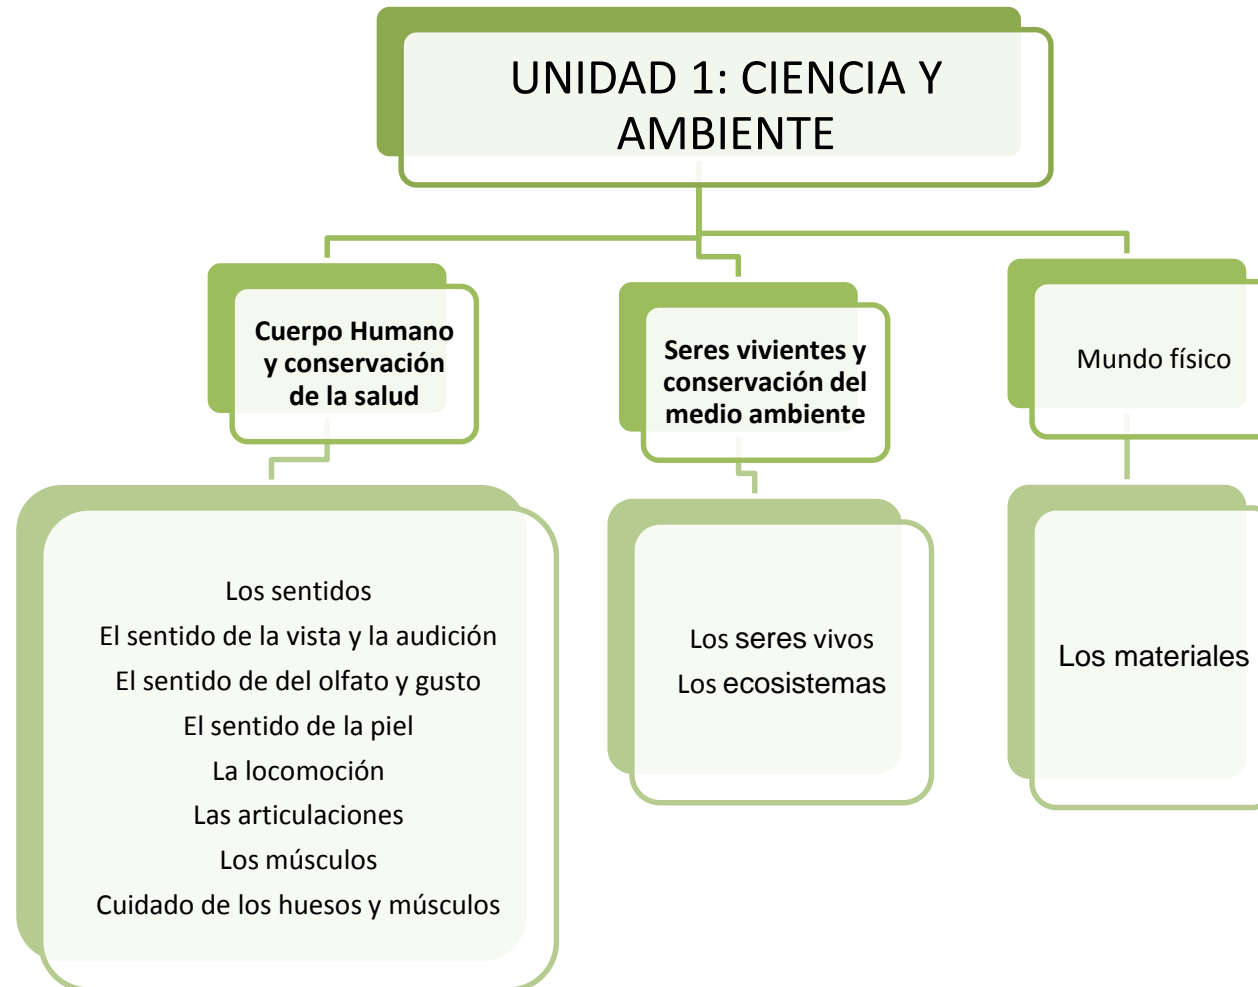 UNIDAD 1: CIENCIA Y
AMBIENTE
Cuerpo Humano
y conservación
de la salud
Seres vivientes y
conservación del
medio ambiente
Mundo físico
Los sentidos
El sentido de la vista y la audición
El sentido de del olfato y gusto
El sentido de la piel
La locomoción
Las articulaciones
Los músculos
Cuidado de los huesos y músculos
Los seres vivos
Los ecosistemas
Los materiales